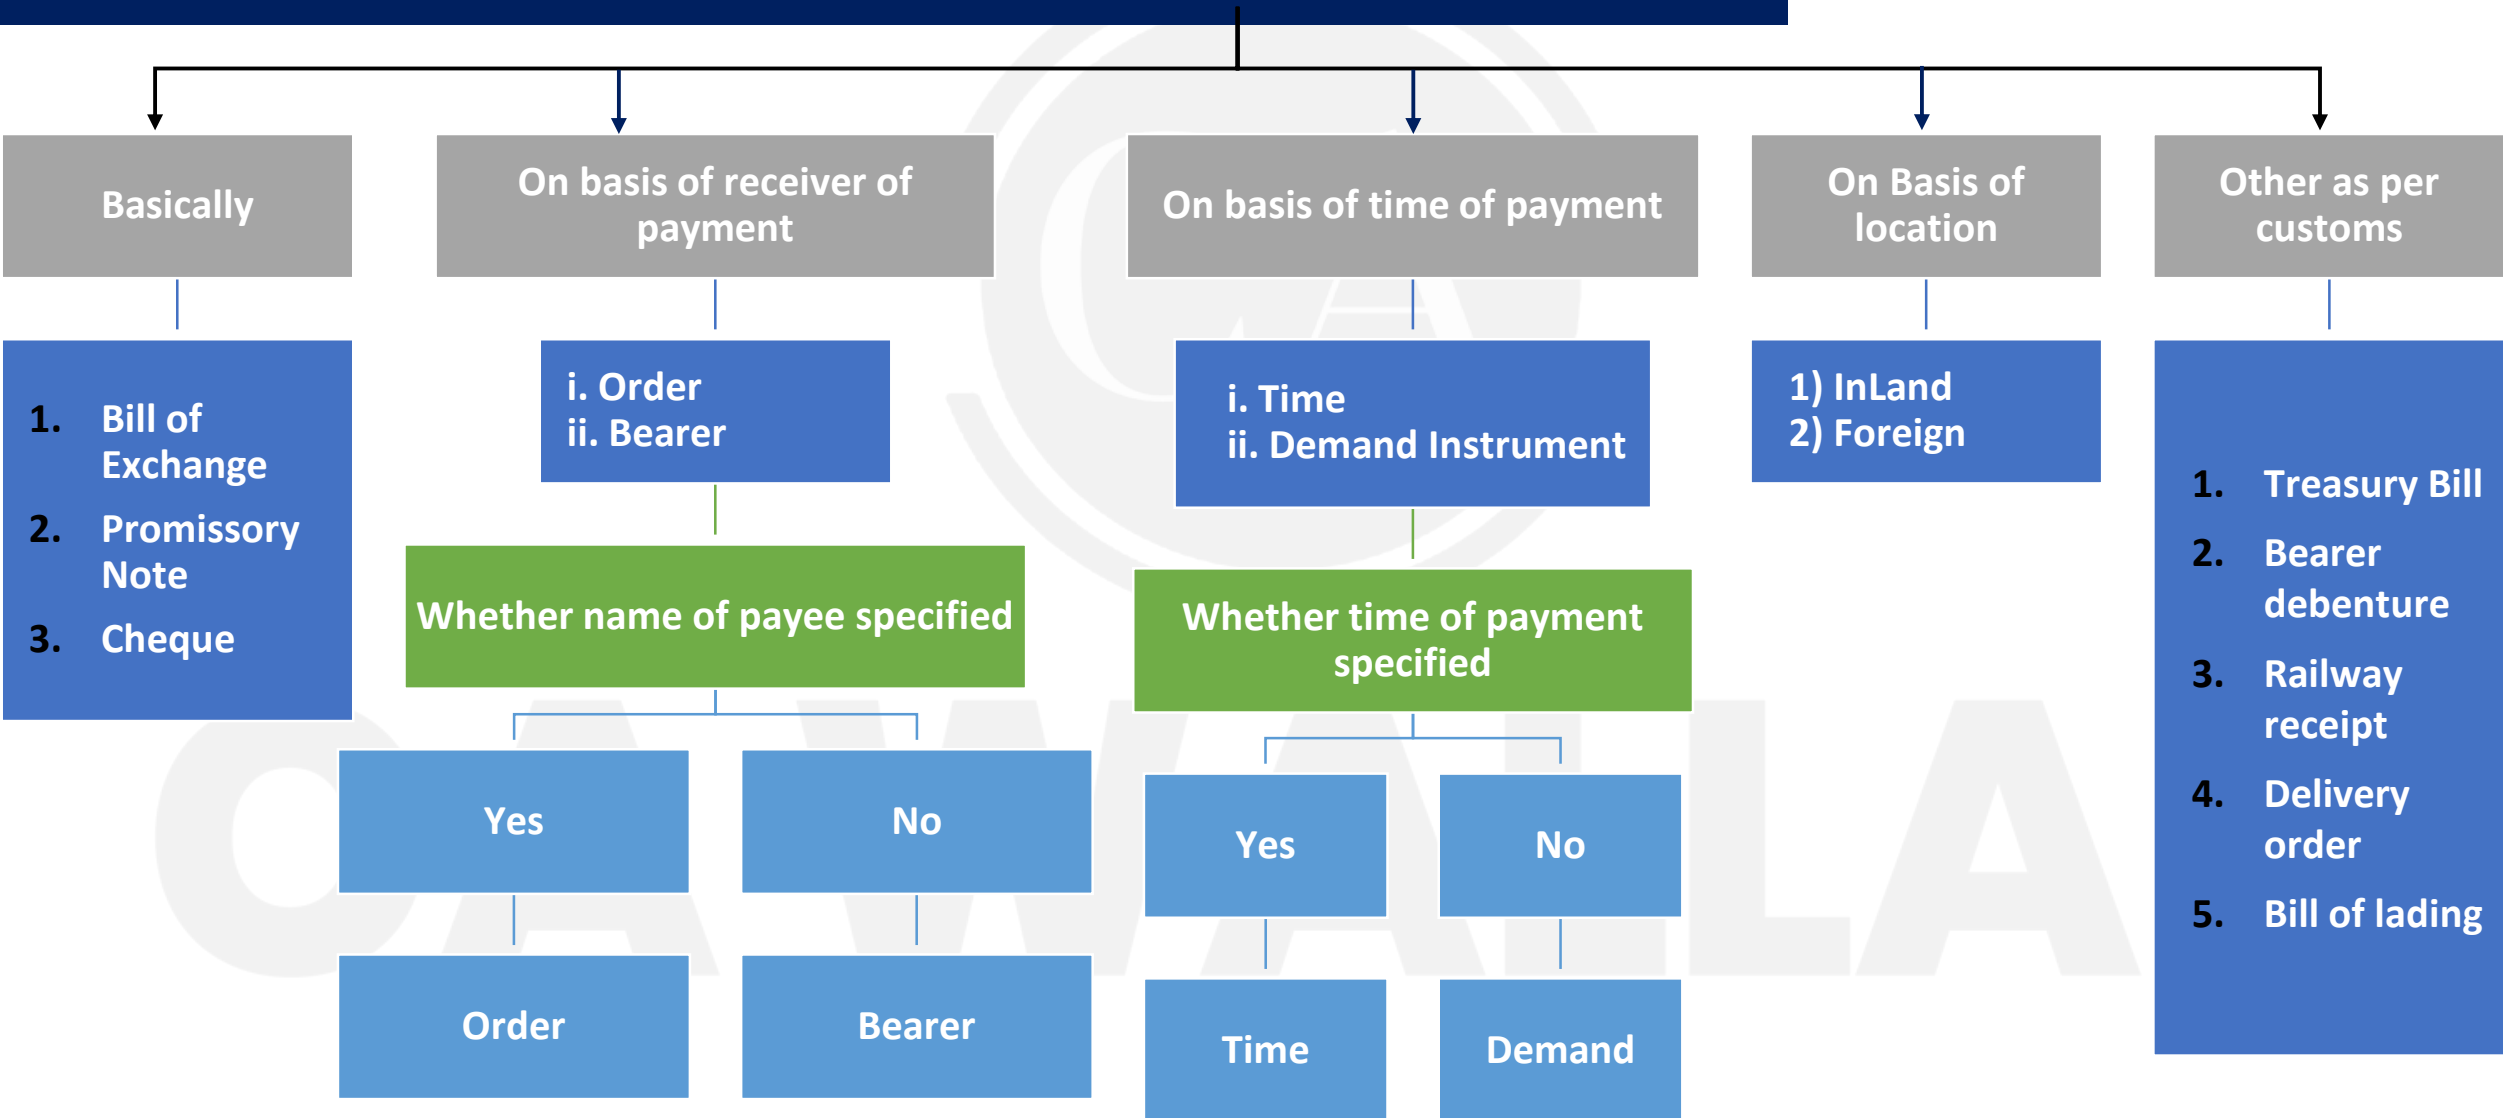 Basically
On basis of receiver of
payment
On basis of time of payment
On Basis of
location
Other as per
customs
1. Bill of
Exchange
2. Promissory
Note
3. Cheque
i. Order
ii. Bearer
Whether name of payee specified
Yes
No
Order
Bearer
i. Time
ii. Demand Instrument
Whether time of payment
specified
Yes
No
Time
Demand
1) InLand
2) Foreign
1. Treasury Bill
2. Bearer
debenture
3. Railway
receipt
4. Delivery
order
5. Bill of lading
CA
CAWALLA